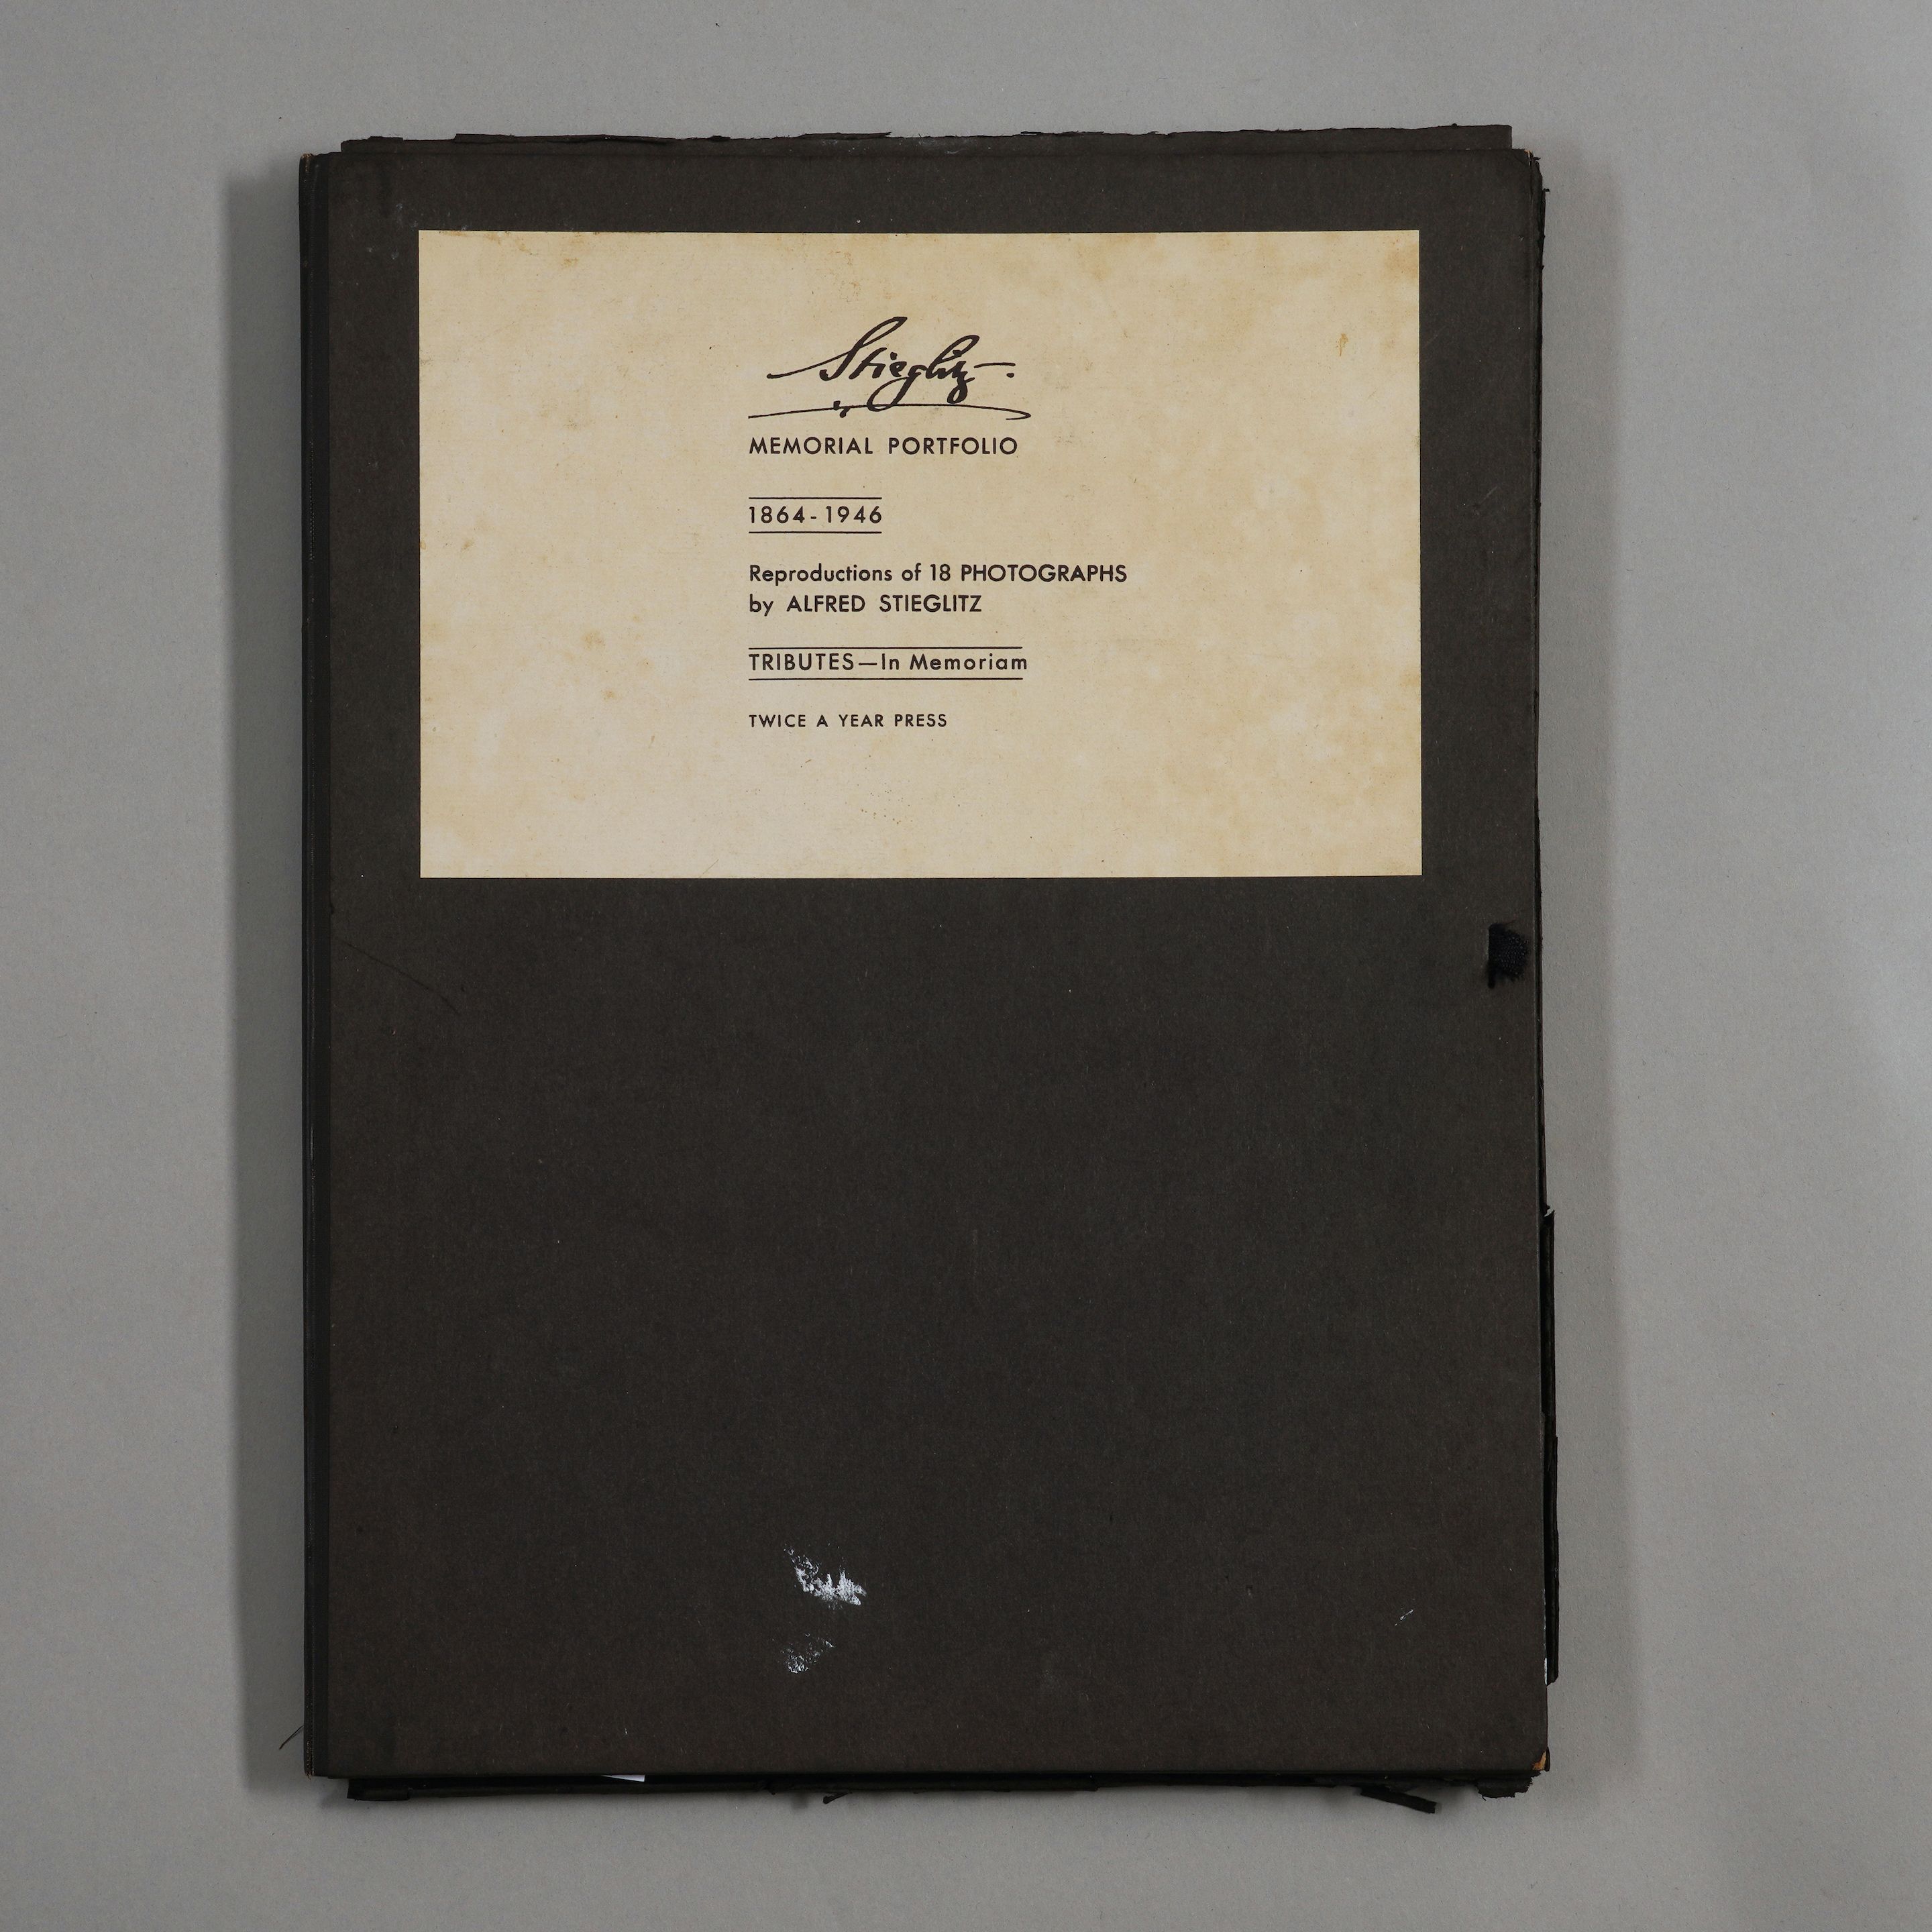 Stieglitz.
MEMORIAL PORTFOLIO
1864-1946
Reproductions of 18 PHOTOGRAPHS
by ALFRED STIEGLITZ
TRIBUTES—In Memoriam
TWICE A YEAR PRESS